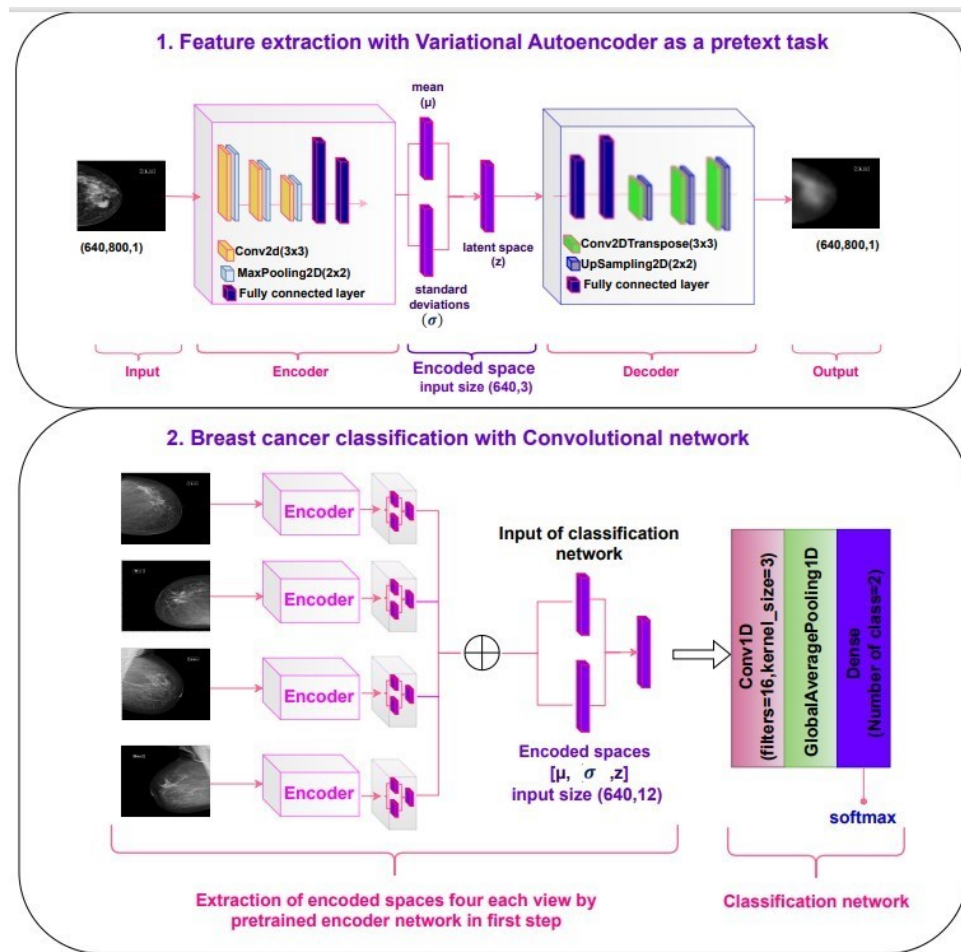 1. Feature extraction with Variational Autoencoder as a pretext task
mean
(μ)
(640,800,1)
Conv2d(3x3)
MaxPooling2D(2x2)
Fully connected layer
standard
deviations
(σ)
latent space
(z)
Conv2DTranspose(3x3)
UpSampling2D(2x2)
Fully connected layer
(640,800,1)
Input
Encoder
Encoded space
input size (640,3)
Decoder
Output
2. Breast cancer classification with Convolutional network
Encoder
Encoder
Encoder
Encoder
Input of classification
network
Encoded spaces
[μ, σ ,z]
input size (640,12)
Conv1D
(filters=16,kernel_size=3)
GlobalAveragePooling1D
Dense
(Number of class=2)
softmax
Extraction of encoded spaces four each view by
pretrained encoder network in first step
Classification network